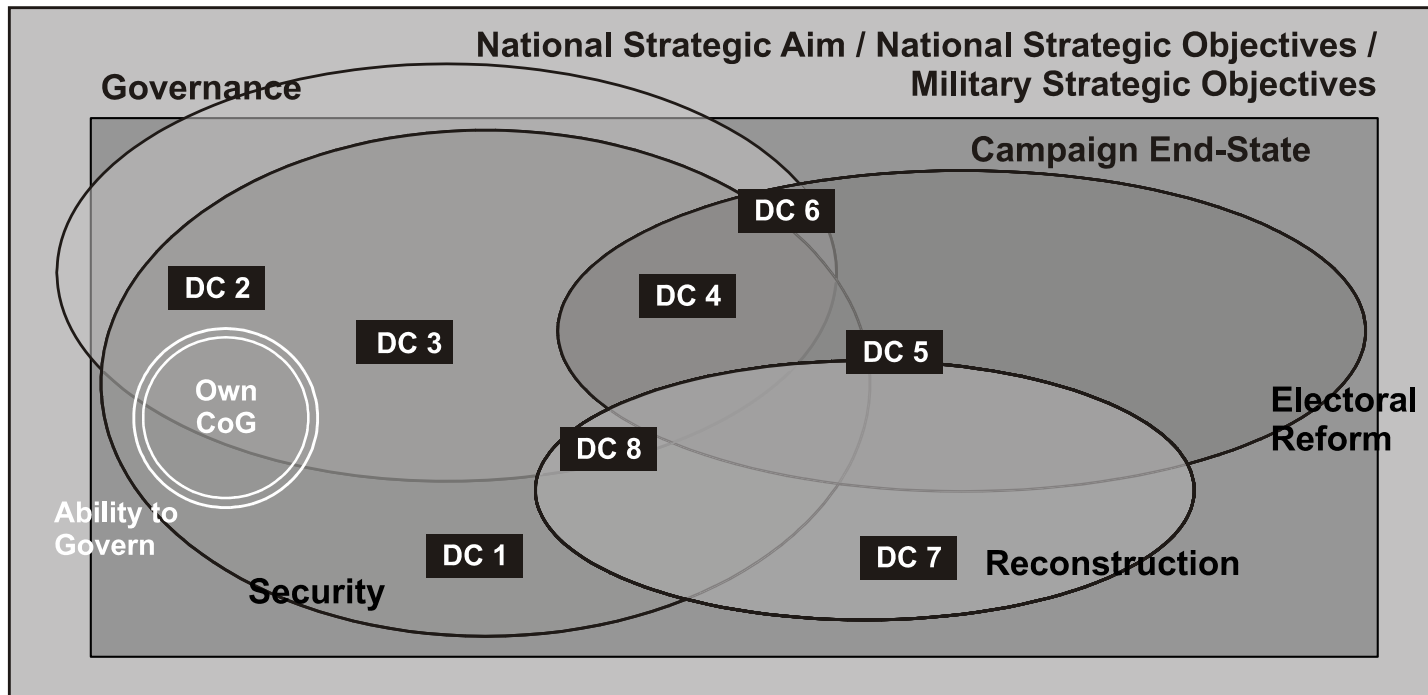 National Strategic Aim / National Strategic Objectives /
Military Strategic Objectives
Governance
Campaign End-State
DC 6
DC 2
DC 4
DC 3
DC 5
Own
CoG
Electoral
Reform
DC 8
Ability to
Govern
DC 1
DC 7
Reconstruction
Security